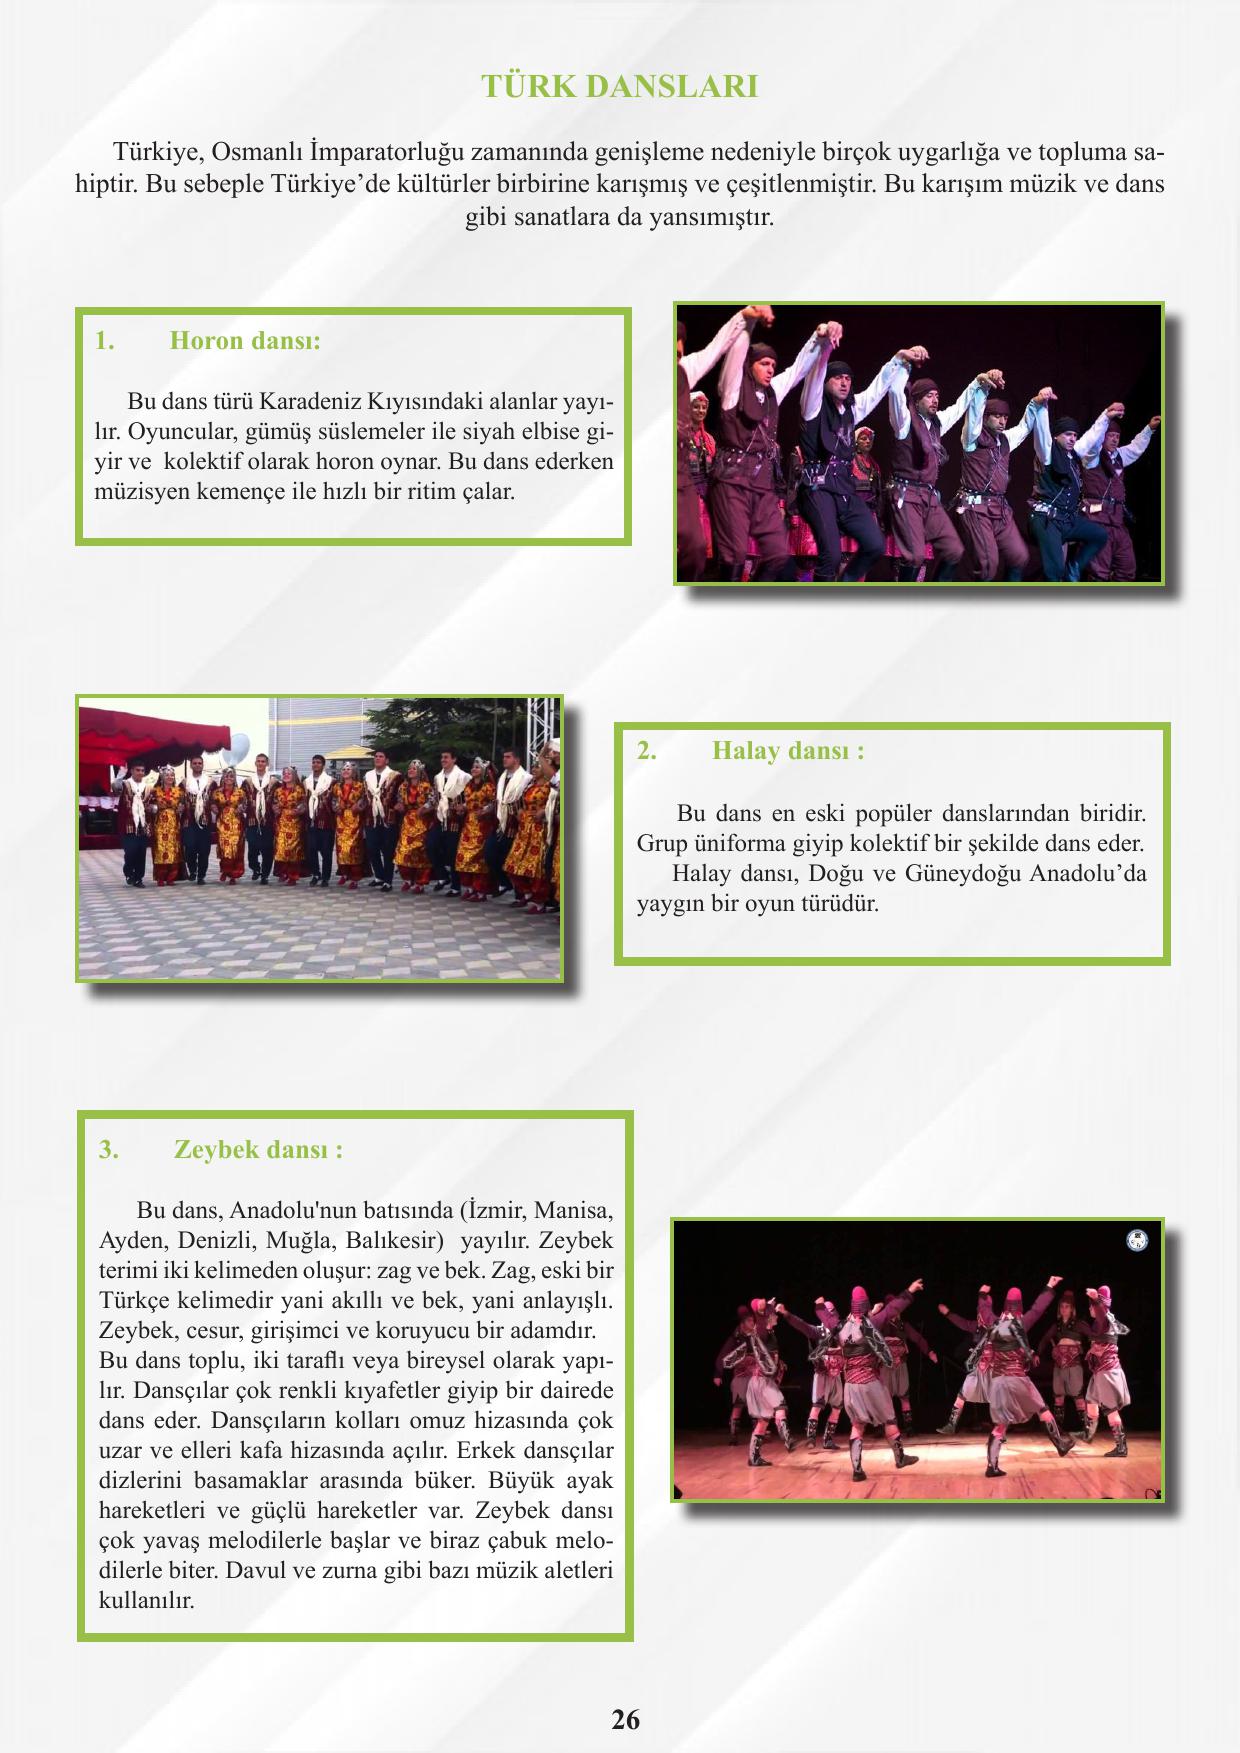 TÜRK DANSLARI
Türkiye, Osmanlı İmparatorluğu zamanında genişleme nedeniyle birçok uygarlığa ve topluma sa-
hiptir. Bu sebeple Türkiye’de kültürler birbirine karışmış ve çeşitlenmiştir. Bu karışım müzik ve dans
gibi sanatlara da yansımıştır.
1. Horon dansı:
Bu dans türü Karadeniz Kıyısındaki alanlar yayı-
lır. Oyuncular, gümüş süslemeler ile siyah elbise gi-
yir ve kolektif olarak horon oynar. Bu dans ederken
müzisyen kemençe ile hızlı bir ritim çalar.
2. Halay dansı :
Bu dans en eski popüler danslarından biridir.
Grup üniforma giyip kolektif bir şekilde dans eder.
Halay dansı, Doğu ve Güneydoğu Anadolu’da
yaygın bir oyun türüdür.
3. Zeybek dansı :
Bu dans, Anadolu'nun batısında (İzmir, Manisa,
Ayden, Denizli, Muğla, Balıkesir) yayılır. Zeybek
terimi iki kelimeden oluşur: zag ve bek. Zag, eski bir
Türkçe kelimedir yani akıllı ve bek, yani anlayışlı.
Zeybek, cesur, girişimci ve koruyucu bir adamdır.
Bu dans toplu, iki taraflı veya bireysel olarak yapı-
lır. Dansçılar çok renkli kıyafetler giyip bir dairede
dans eder. Dansçıların kolları omuz hizasında çok
uzar ve elleri kafa hizasında açılır. Erkek dansçılar
dizlerini basamaklar arasında büker. Büyük ayak
hareketleri ve güçlü hareketler var. Zeybek dansı
çok yavaş melodilerle başlar ve biraz çabuk melo-
dilerle biter. Davul ve zurna gibi bazı müzik aletleri
kullanılır.
26